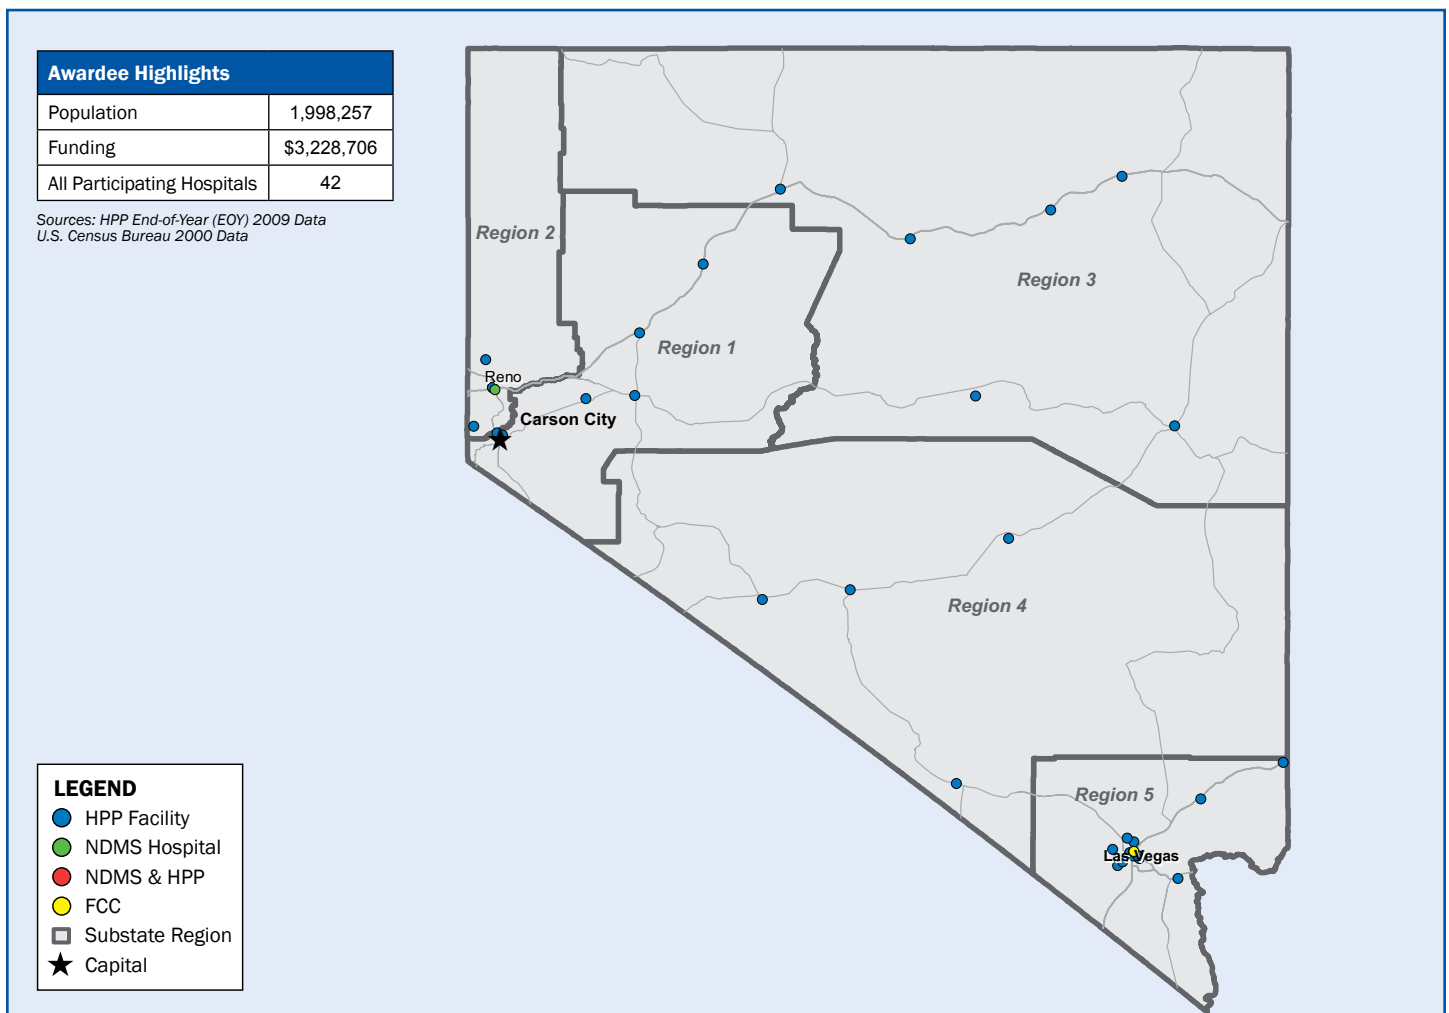 Awardee Highlights
Population 1,998,257
Funding $3,228,706
All Participating Hospitals 42
Sources: HPP End-of-Year (EOY) 2009 Data
U.S. Census Bureau 2000 Data
Region 2
Region 3
Region 1
Reno
Carson City
Region 4
Region 5
Las Vegas
LEGEND
HPP Facility
NDMS Hospital
NDMS & HPP
FCC
Substate Region
Capital